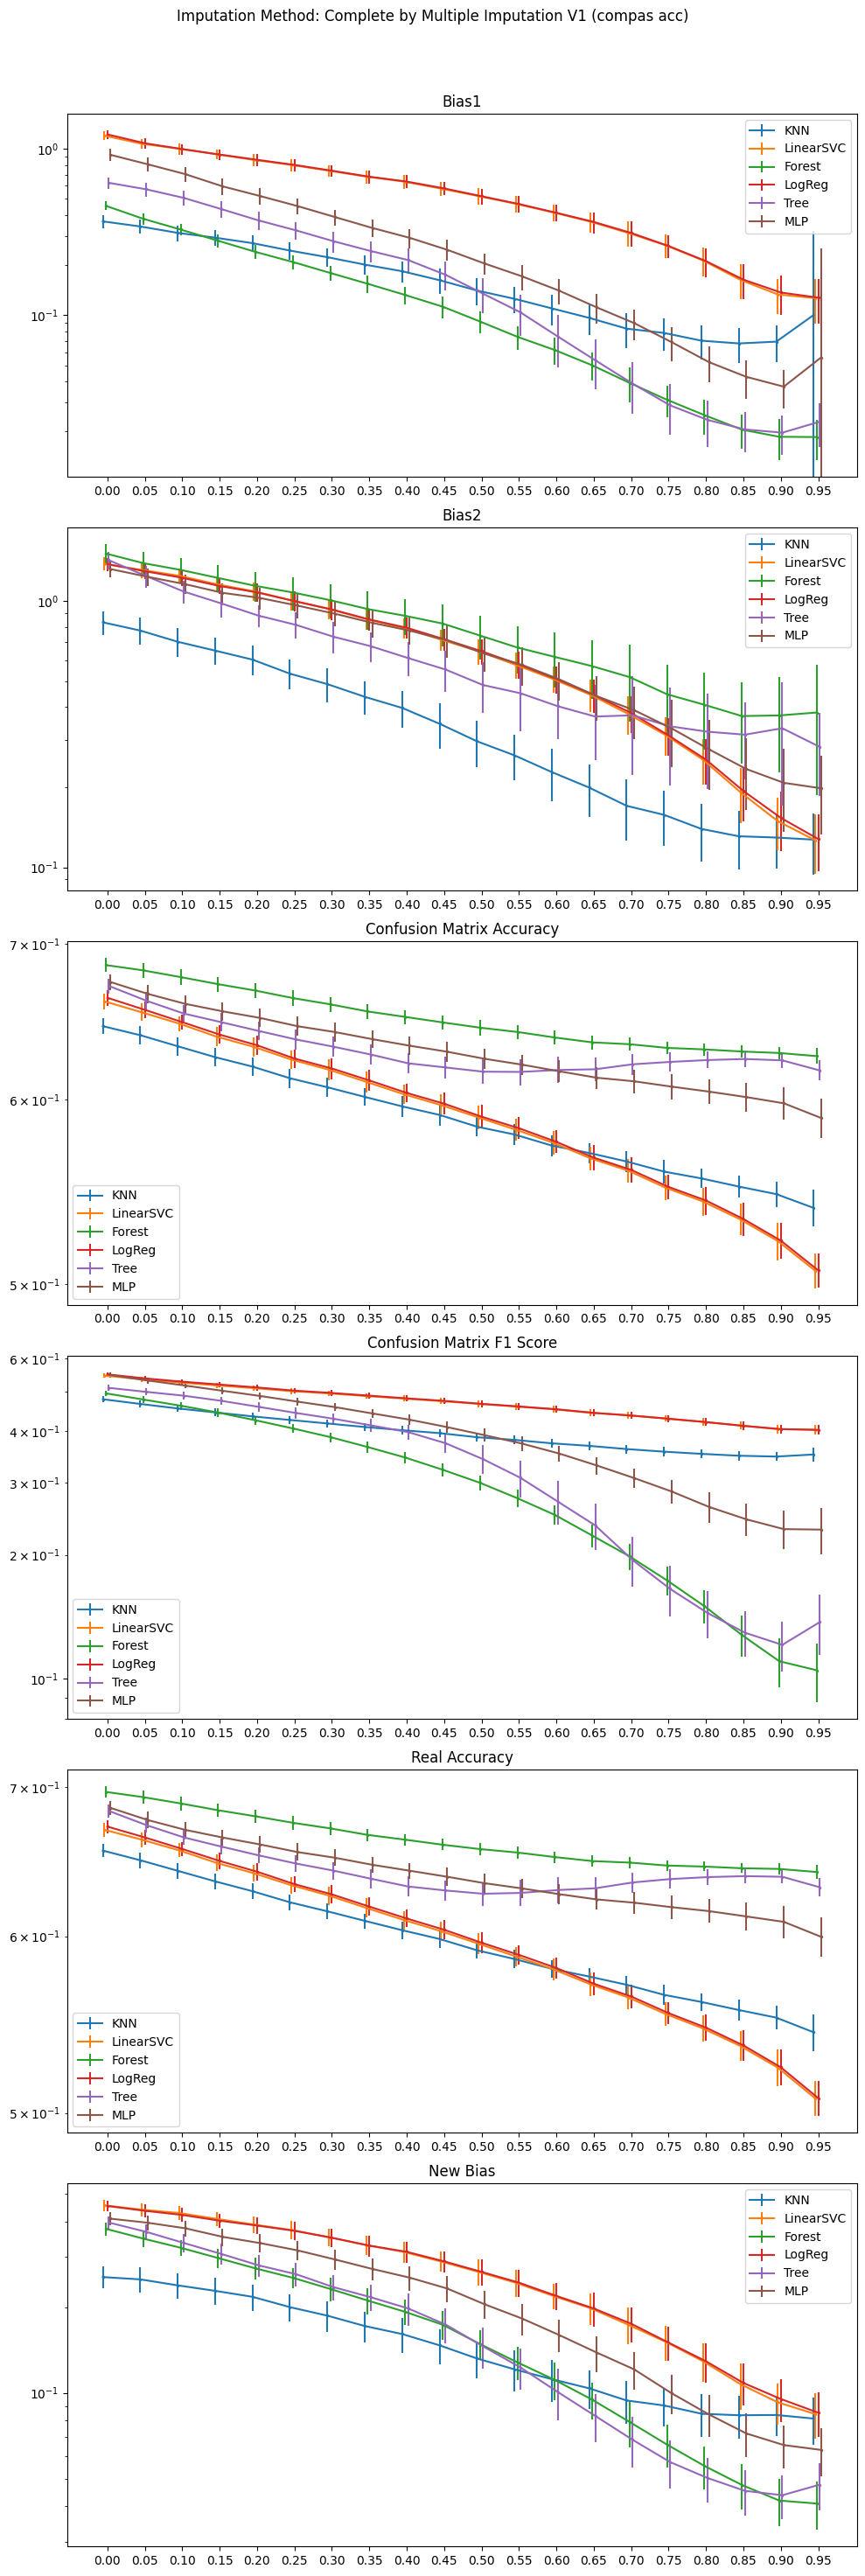 Imputation Method: Complete by Multiple Imputation V1 (compas acc)
Bias1
10⁰
10⁻¹
KNN
LinearSVC
Forest
LogReg
Tree
MLP
0.00 0.05 0.10 0.15 0.20 0.25 0.30 0.35 0.40 0.45 0.50 0.55 0.60 0.65 0.70 0.75 0.80 0.85 0.90 0.95
Bias2
10⁰
10⁻¹
KNN
LinearSVC
Forest
LogReg
Tree
MLP
0.00 0.05 0.10 0.15 0.20 0.25 0.30 0.35 0.40 0.45 0.50 0.55 0.60 0.65 0.70 0.75 0.80 0.85 0.90 0.95
Confusion Matrix Accuracy
7 × 10⁻¹
6 × 10⁻¹
5 × 10⁻¹
KNN
LinearSVC
Forest
LogReg
Tree
MLP
0.00 0.05 0.10 0.15 0.20 0.25 0.30 0.35 0.40 0.45 0.50 0.55 0.60 0.65 0.70 0.75 0.80 0.85 0.90 0.95
Confusion Matrix F1 Score
6 × 10⁻¹
4 × 10⁻¹
3 × 10⁻¹
2 × 10⁻¹
10⁻¹
KNN
LinearSVC
Forest
LogReg
Tree
MLP
0.00 0.05 0.10 0.15 0.20 0.25 0.30 0.35 0.40 0.45 0.50 0.55 0.60 0.65 0.70 0.75 0.80 0.85 0.90 0.95
Real Accuracy
7 × 10⁻¹
6 × 10⁻¹
5 × 10⁻¹
KNN
LinearSVC
Forest
LogReg
Tree
MLP
0.00 0.05 0.10 0.15 0.20 0.25 0.30 0.35 0.40 0.45 0.50 0.55 0.60 0.65 0.70 0.75 0.80 0.85 0.90 0.95
New Bias
10⁻¹
KNN
LinearSVC
Forest
LogReg
Tree
MLP
0.00 0.05 0.10 0.15 0.20 0.25 0.30 0.35 0.40 0.45 0.50 0.55 0.60 0.65 0.70 0.75 0.80 0.85 0.90 0.95